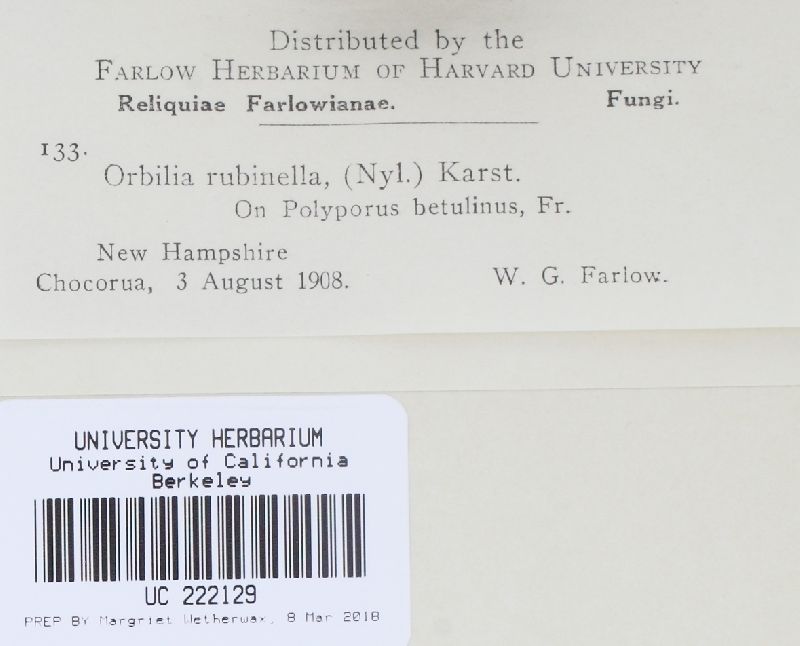 Distributed by the
Farlow Herbarium of Harvard University
Reliquiae Farlowianae. Fungi.
133.
Orbilia rubinella, (Nyl.) Karst.
On Polyporus betulinus, Fr.
New Hampshire
Chocorua, 3 August 1908. W. G. Farlow.
UNIVERSITY HERBARIUM
University of California
Berkeley
UC 222129
PREP BY Margriet Wetherwax, 8 Mar 2018